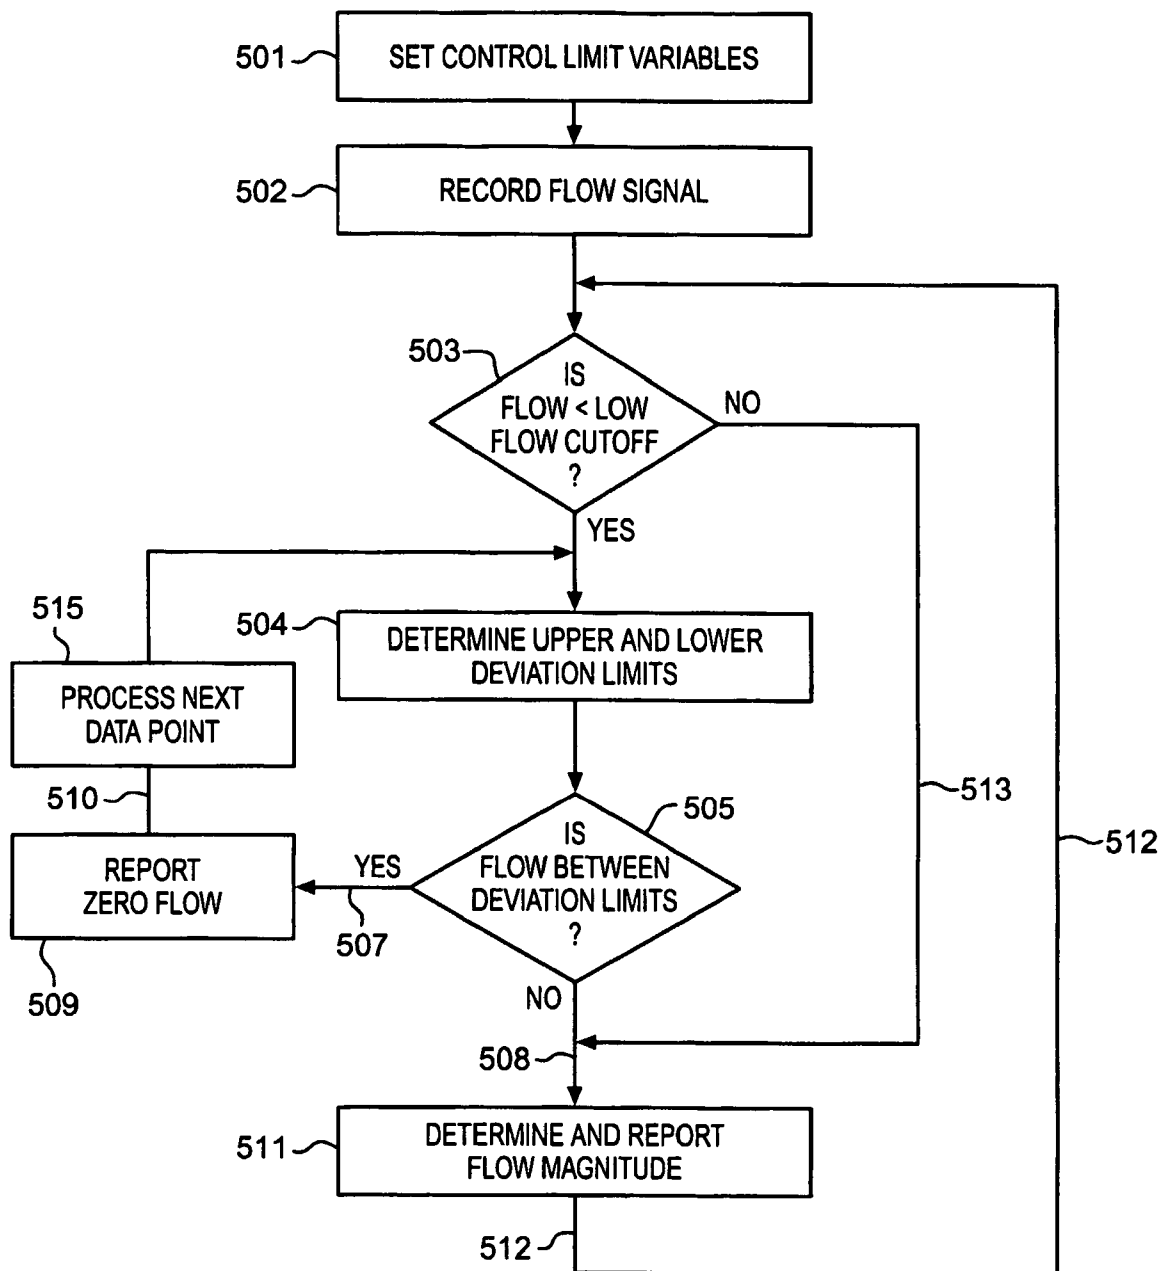 501
SET CONTROL LIMIT VARIABLES
502
RECORD FLOW SIGNAL
503
IS
FLOW < LOW
FLOW CUTOFF
?
NO
YES
515
PROCESS NEXT
DATA POINT
504
DETERMINE UPPER AND LOWER
DEVIATION LIMITS
510
513
512
505
IS
FLOW BETWEEN
DEVIATION LIMITS
?
YES
507
REPORT
ZERO FLOW
509
NO
508
511
DETERMINE AND REPORT
FLOW MAGNITUDE
512